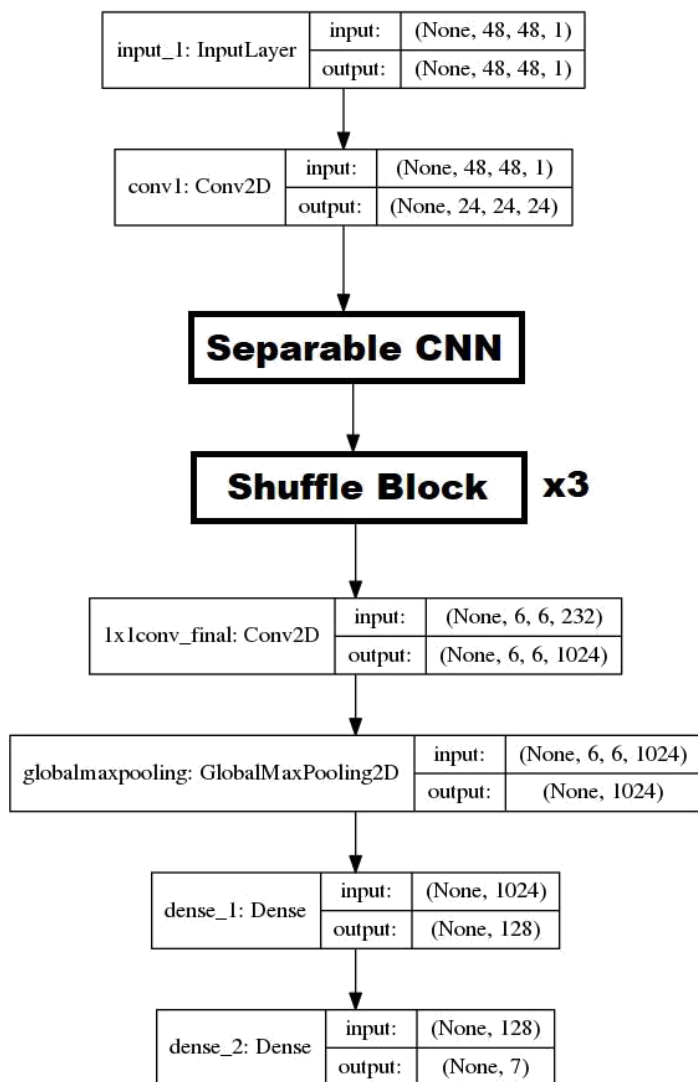 input_1: InputLayer
input: (None, 48, 48, 1)
output: (None, 48, 48, 1)
conv1: Conv2D
input: (None, 48, 48, 1)
output: (None, 24, 24, 24)
Separable CNN
Shuffle Block x3
1x1conv_final: Conv2D
input: (None, 6, 6, 232)
output: (None, 6, 6, 1024)
globalmaxpooling: GlobalMaxPooling2D
input: (None, 6, 6, 1024)
output: (None, 1024)
dense_1: Dense
input: (None, 1024)
output: (None, 128)
dense_2: Dense
input: (None, 128)
output: (None, 7)